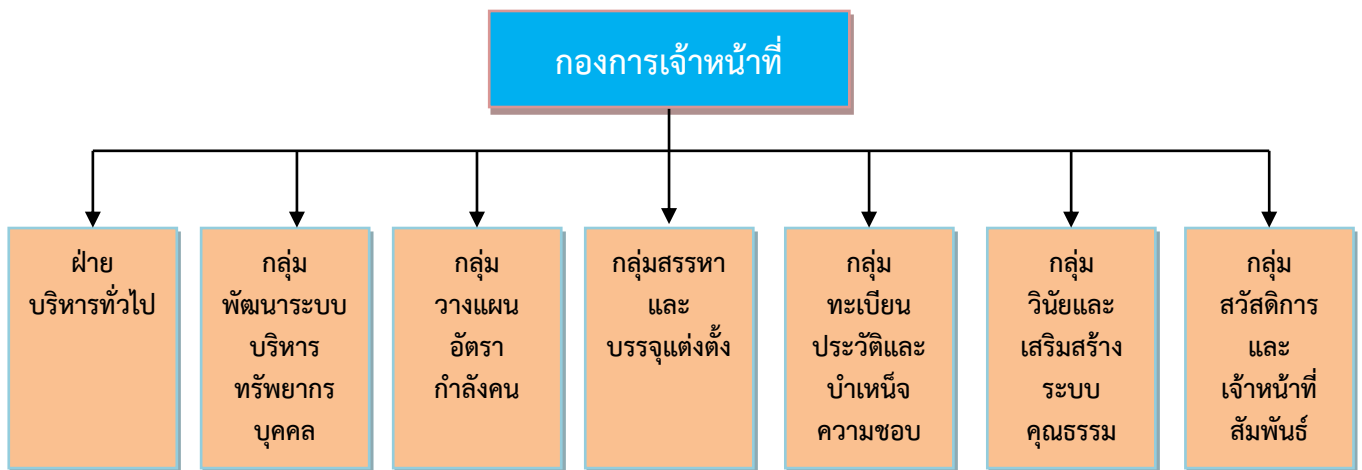 กองการเจ้าหน้าที่
ฝ่าย
บริหารทั่วไป
กลุ่ม
พัฒนาระบบ
บริหาร
ทรัพยากร
บุคคล
กลุ่ม
วางแผน
อัตรา
กำลังคน
กลุ่มสรรหา
และ
บรรจุแต่งตั้ง
กลุ่ม
ทะเบียน
ประวัติและ
บำเหน็จ
ความชอบ
กลุ่ม
วินัยและ
เสริมสร้าง
ระบบ
คุณธรรม
กลุ่ม
สวัสดิการ
และ
เจ้าหน้าที่
สัมพันธ์